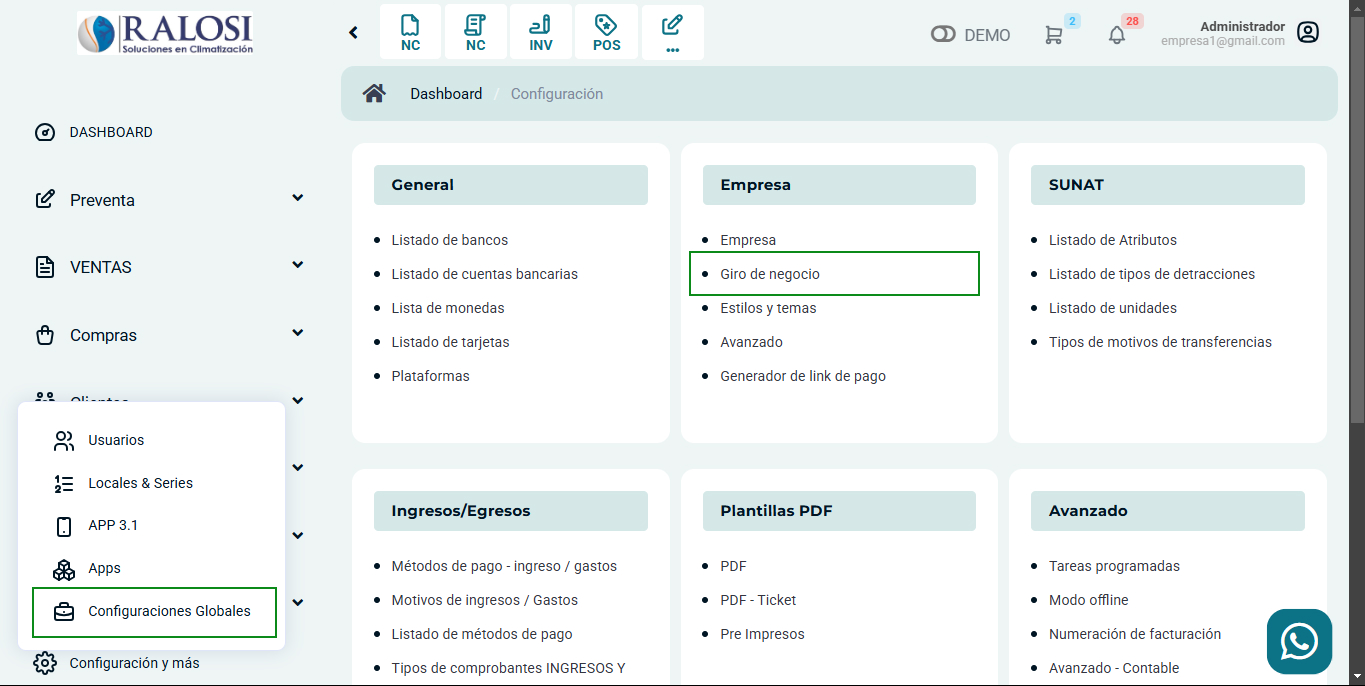 RALOSI
Soluciones en Climatización
NC
NC
INV
POS
...
DEMO
2
28
Administrador
empresa1@gmail.com
Dashboard / Configuración
DASHBOARD
Preventa
VENTAS
Compras
Clientes
Usuarios
Locales & Series
APP 3.1
Apps
Configuraciones Globales
Configuración y más
General
Listado de bancos
Listado de cuentas bancarias
Lista de monedas
Listado de tarjetas
Plataformas
Empresa
Empresa
Giro de negocio
Estilos y temas
Avanzado
Generador de link de pago
SUNAT
Listado de Atributos
Listado de tipos de detracciones
Listado de unidades
Tipos de motivos de transferencias
Ingresos/Egresos
Métodos de pago - ingreso / gastos
Motivos de ingresos / Gastos
Listado de métodos de pago
Tipos de comprobantes INGRESOS Y
Plantillas PDF
PDF
PDF - Ticket
Pre Impresos
Avanzado
Tareas programadas
Modo offline
Numeración de facturación
Avanzado - Contable